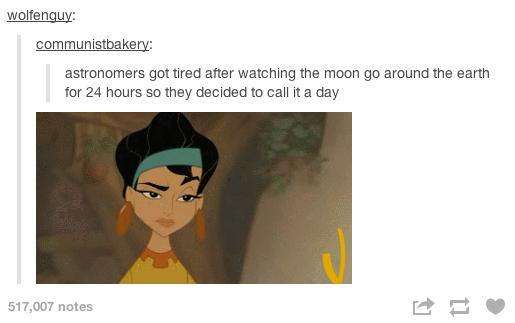 wolfenguy:
communistbakery:
astronomers got tired after watching the moon go around the earth
for 24 hours so they decided to call it a day
517,007 notes